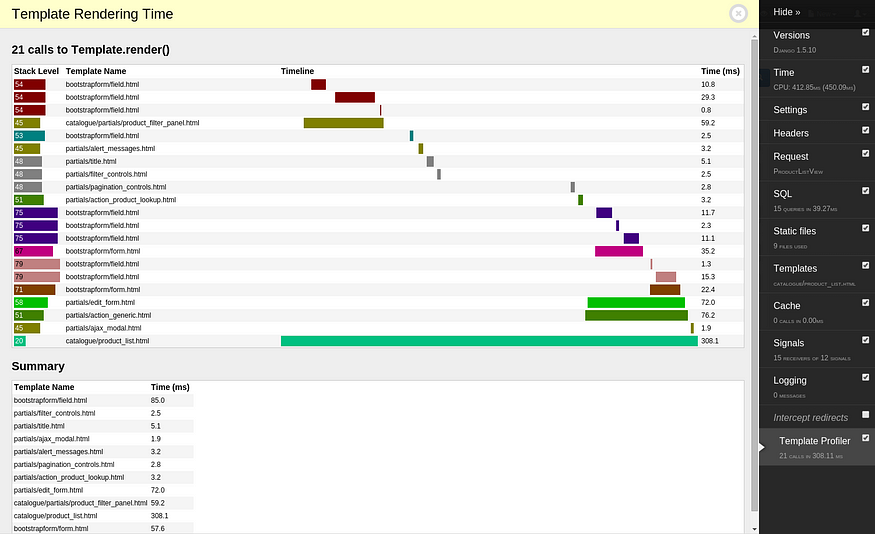 Template Rendering Time
21 calls to Template.render()
Stack Level Template Name Timeline Time (ms)
54 bootstrapform/field.html 10.8
54 bootstrapform/field.html 29.3
54 bootstrapform/field.html 0.8
45 catalogue/partials/product_filter_panel.html 59.2
53 bootstrapform/field.html 2.5
45 partials/alert_messages.html 3.2
48 partials/title.html 5.1
48 partials/filter_controls.html 2.5
48 partials/pagination_controls.html 2.8
51 partials/action_product_lookup.html 3.2
75 bootstrapform/field.html 11.7
75 bootstrapform/field.html 2.3
75 bootstrapform/field.html 11.1
67 bootstrapform/form.html 35.2
79 bootstrapform/field.html 1.3
79 bootstrapform/field.html 15.3
71 bootstrapform/form.html 22.4
58 partials/edit_form.html 72.0
51 partials/action_generic.html 76.2
45 partials/ajax_modal.html 1.9
20 catalogue/product_list.html 308.1
Summary
Template Name Time (ms)
bootstrapform/field.html 85.0
partials/filter_controls.html 2.5
partials/title.html 5.1
partials/ajax_modal.html 1.9
partials/alert_messages.html 3.2
partials/pagination_controls.html 2.8
partials/action_product_lookup.html 3.2
partials/edit_form.html 72.0
catalogue/partials/product_filter_panel.html 59.2
catalogue/product_list.html 308.1
bootstrapform/form.html 57.6
Hide »
Versions
Django 1.5.10
Time
CPU: 412.85ms (450.09ms)
Settings
Headers
Request
ProductListView
SQL
15 queries in 39.27ms
Static files
9 files used
Templates
catalogue/product_list.html
Cache
0 calls in 0.00ms
Signals
15 receivers of 12 signals
Logging
0 messages
Intercept redirects
Template Profiler
21 calls in 308.11 ms